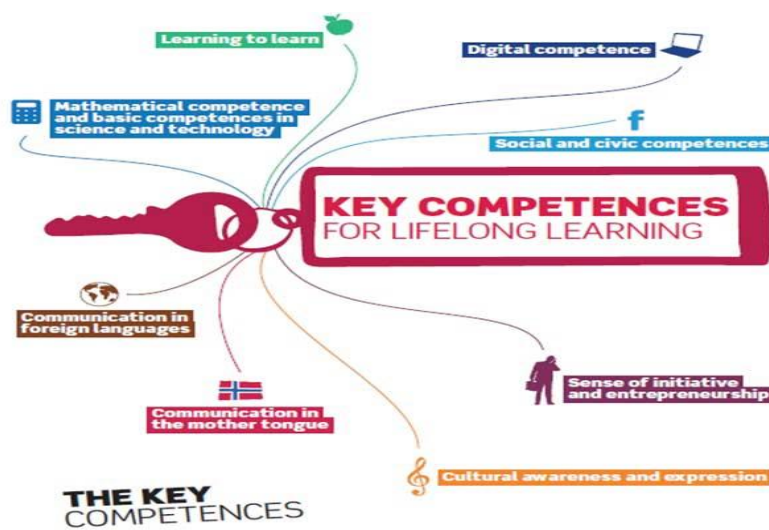 Learning to learn
Digital competence
Mathematical competence
and basic competences in
science and technology
f
Social and civic competences
KEY COMPETENCES
FOR LIFELONG LEARNING
Communication in
foreign languages
Sense of initiative
and entrepreneurship
Communication in
the mother tongue
Cultural awareness and expression
THE KEY
COMPETENCES